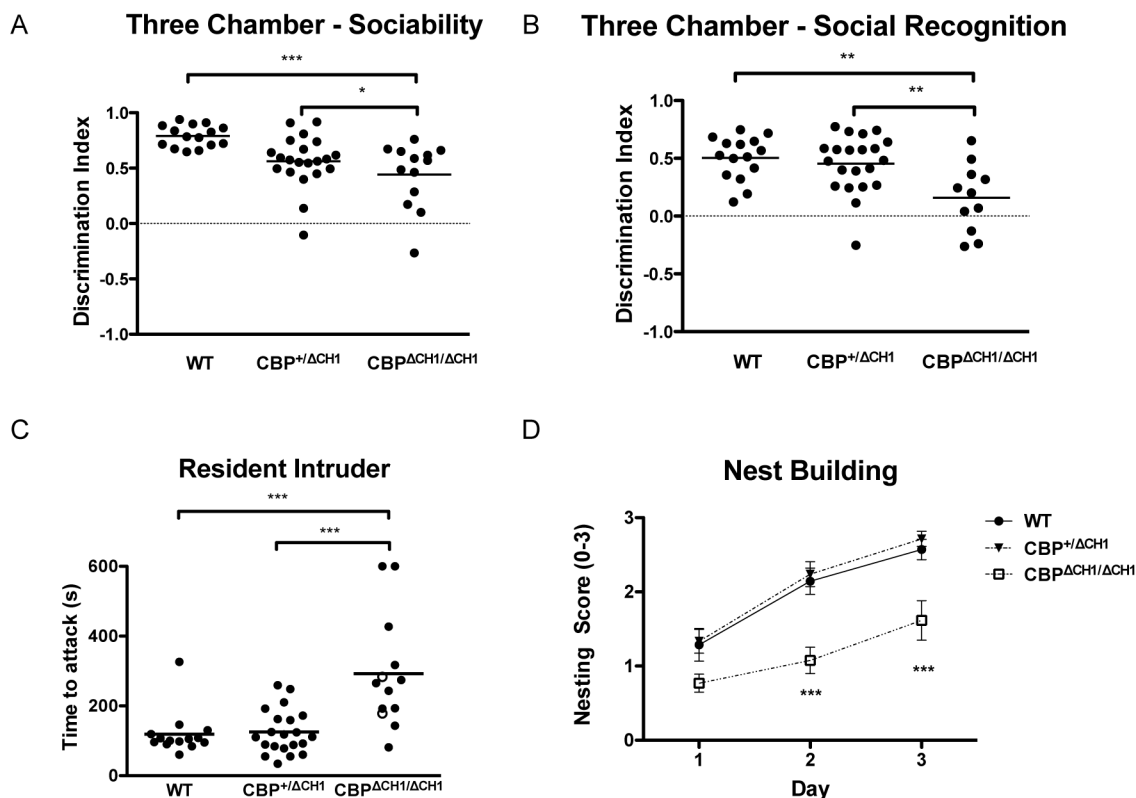 A
Three Chamber - Sociability
***
*
Discrimination Index
1.0
0.5
0.0
-0.5
-1.0
WT
CBP+/ΔCH1
CBPΔCH1/ΔCH1
B
Three Chamber - Social Recognition
**
**
Discrimination Index
1.0
0.5
0.0
-0.5
-1.0
WT
CBP+/ΔCH1
CBPΔCH1/ΔCH1
C
Resident Intruder
***
***
Time to attack (s)
600
400
200
0
WT
CBP+/ΔCH1
CBPΔCH1/ΔCH1
D
Nest Building
Nesting Score (0-3)
3
2
1
0
***
***
1
2
3
Day
WT
CBP+/ΔCH1
CBPΔCH1/ΔCH1